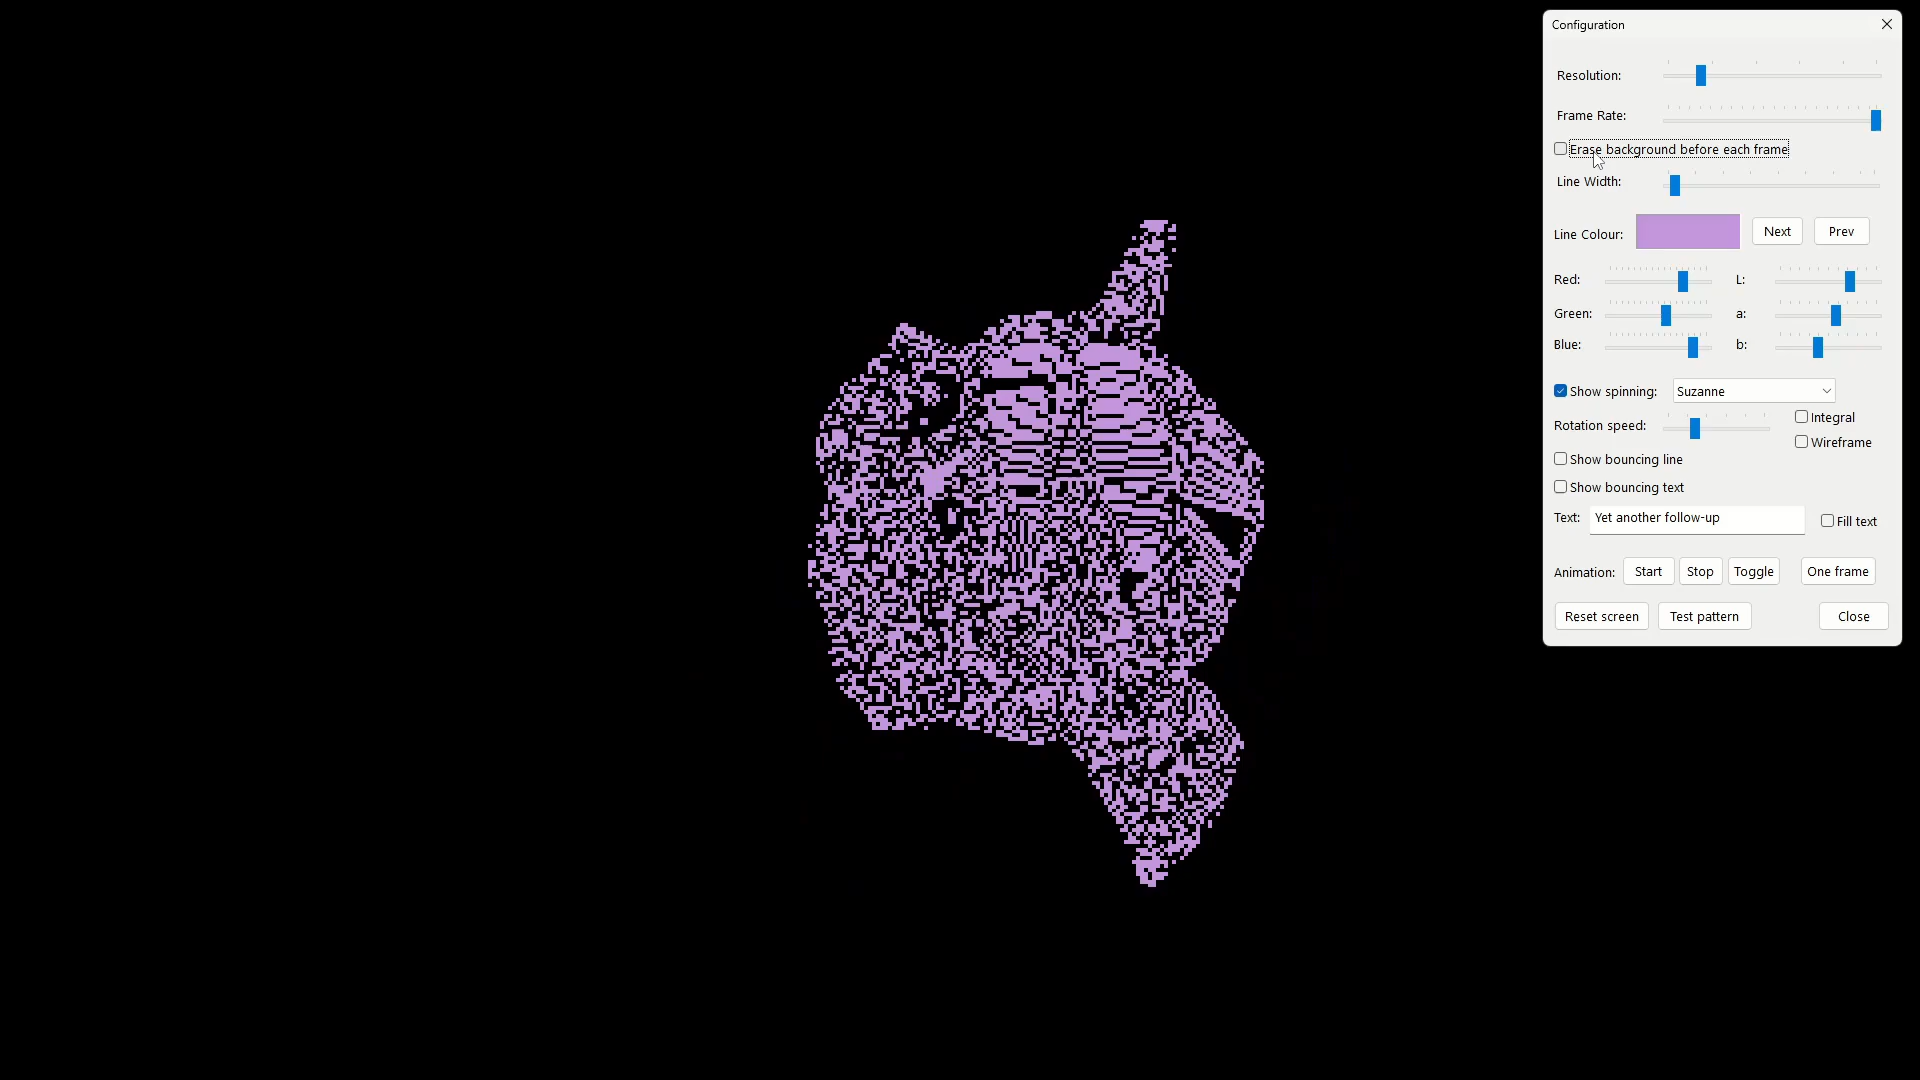 Configuration
Resolution:
Frame Rate:
Erase background before each frame
Line Width:
Line Colour: Next Prev
Red: L:
Green: a:
Blue: b:
Show spinning: Suzanne
Integral
Rotation speed:
Wireframe
Show bouncing line
Show bouncing text
Text: Yet another follow-up Fill text
Animation: Start Stop Toggle One frame
Reset screen Test pattern Close